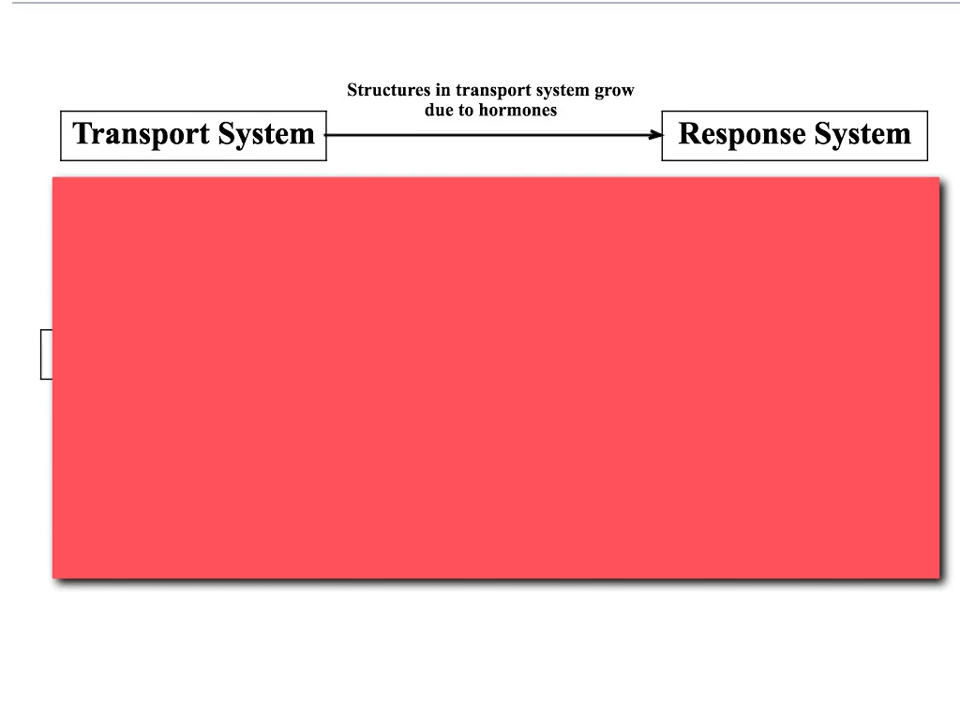 Structures in transport system grow
due to hormones
Transport System
Response System